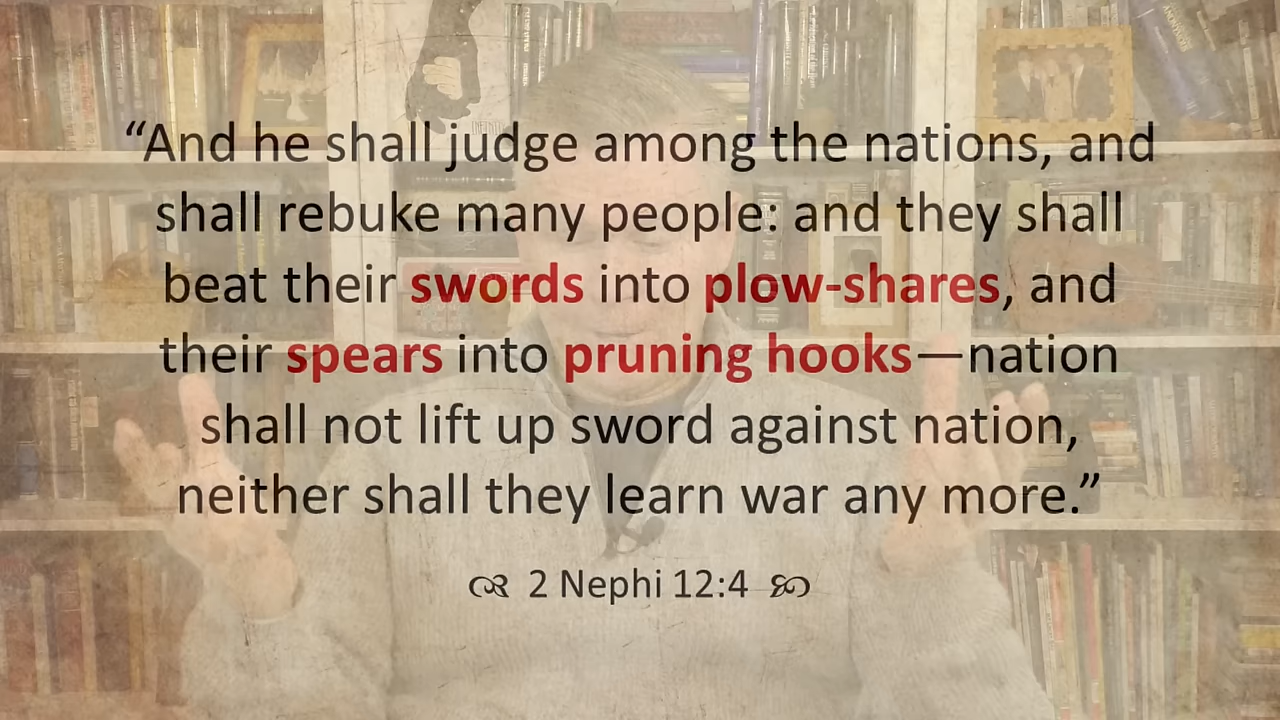 “And he shall judge among the nations, and
shall rebuke many people: and they shall
beat their swords into plow-shares, and
their spears into pruning hooks—nation
shall not lift up sword against nation,
neither shall they learn war any more.”
2 Nephi 12:4